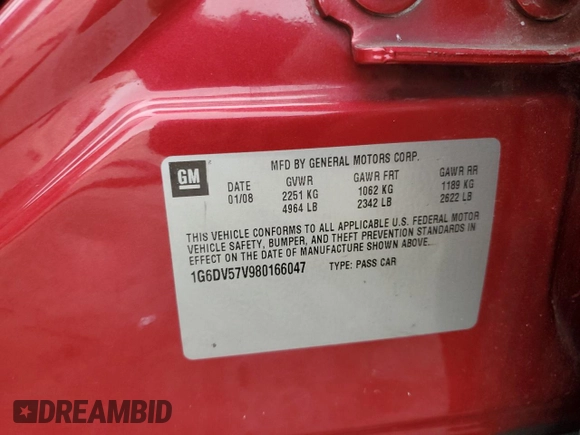 MFD BY GENERAL MOTORS CORP.
GM
DATE GVWR GAWR FRT GAWR RR
01/08 2251 KG 1062 KG 1189 KG
4964 LB 2342 LB 2622 LB
THIS VEHICLE CONFORMS TO ALL APPLICABLE U.S. FEDERAL MOTOR
VEHICLE SAFETY, BUMPER, AND THEFT PREVENTION STANDARDS IN
EFFECT ON THE DATE OF MANUFACTURE SHOWN ABOVE.
1G6DV57V980166047 TYPE: PASS CAR
DREAMBID